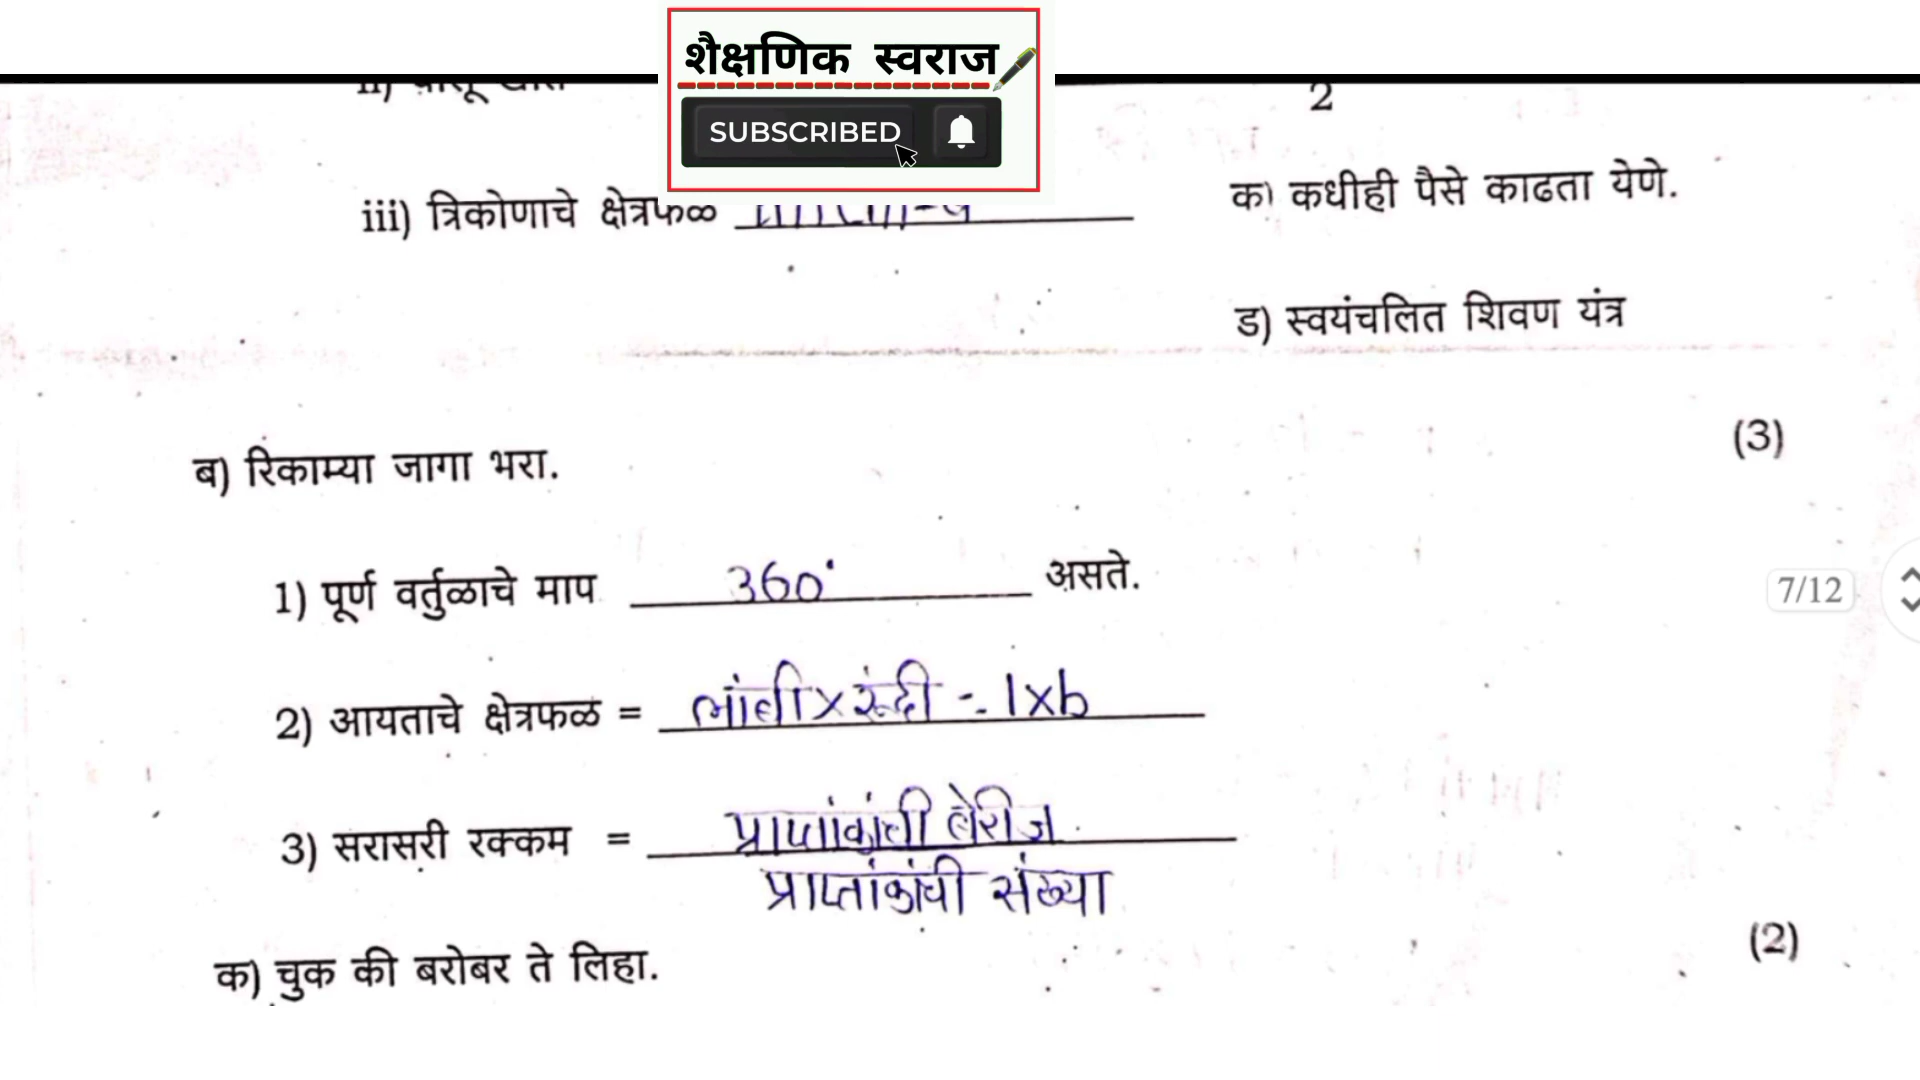 शैक्षणिक स्वराज
SUBSCRIBED
2
iii) त्रिकोणाचे क्षेत्रफळ
क) कधीही पैसे काढता येणे.
ड) स्वयंचलित शिवण यंत्र
ब) रिकाम्या जागा भरा.
(3)
1) पूर्ण वर्तुळाचे माप 360° असते.
7/12
2) आयताचे क्षेत्रफळ = लांबी × रुंदी = l×b
3) सरासरी रक्कम = प्राप्तांकांची बेरीज
प्राप्तांकांची संख्या
क) चुक की बरोबर ते लिहा.
(2)